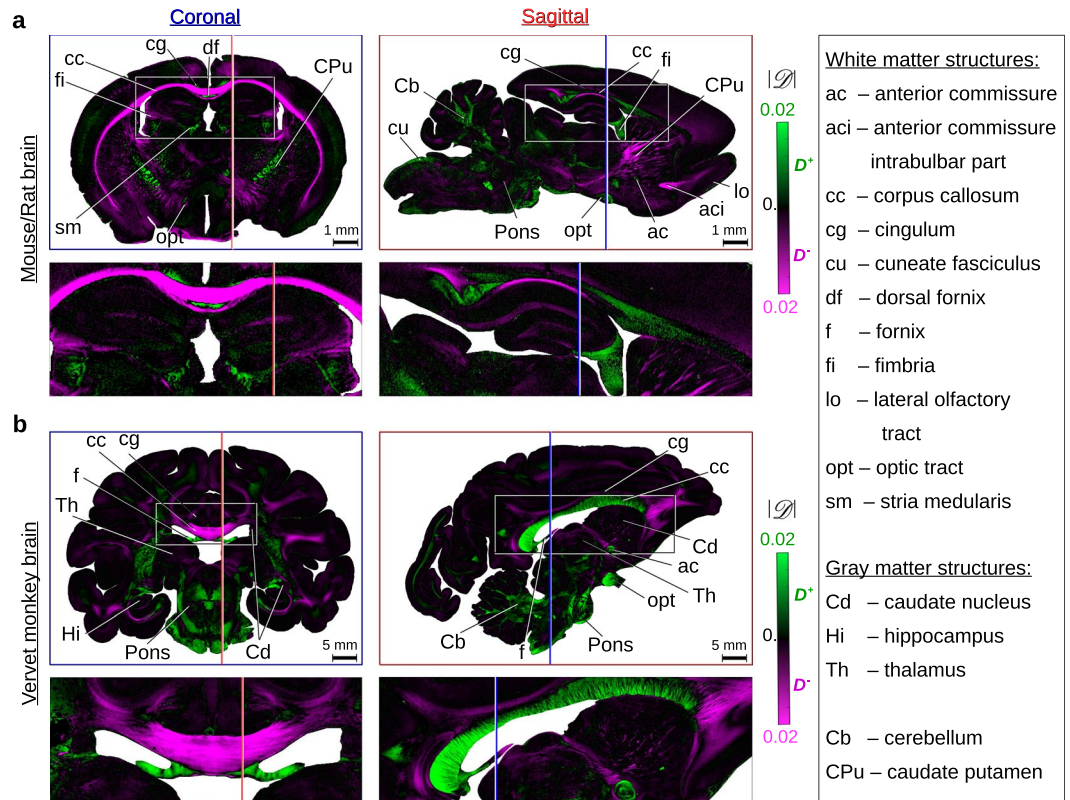 a
Coronal
Sagittal
Mouse/Rat brain
cg
df
cc
fi
CPu
sm
opt
1 mm
cg
cc
fi
Cb
CPu
cu
lo
aci
Pons
opt
ac
1 mm
|𝒟|
0.02
D+
0.
D-
0.02
b
Vervet monkey brain
cc
cg
f
Th
Hi
Pons
Cd
5 mm
cg
cc
Cd
ac
Th
opt
Cb
f
Pons
5 mm
|𝒟|
0.02
D+
0.
D-
0.02
White matter structures:
ac – anterior commissure
aci – anterior commissure
intrabulbar part
cc – corpus callosum
cg – cingulum
cu – cuneate fasciculus
df – dorsal fornix
f – fornix
fi – fimbria
lo – lateral olfactory
tract
opt – optic tract
sm – stria medularis
Gray matter structures:
Cd – caudate nucleus
Hi – hippocampus
Th – thalamus
Cb – cerebellum
CPu – caudate putamen